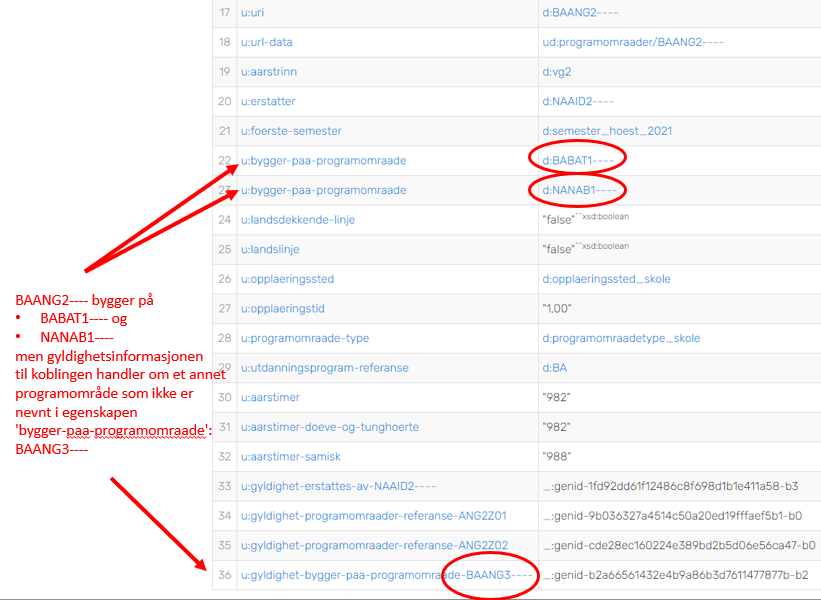 17 u:uri d:BAANG2----
18 u:url-data ud:programomraader/BAANG2----
19 u:aarstrinn d:vg2
20 u:erstatter d:NAAID2----
21 u:foerste-semester d:semester_hoest_2021
22 u:bygger-paa-programomraade d:BABAT1----
23 u:bygger-paa-programomraade d:NANAB1----
24 u:landsdekkende-linje "false"^^xsd:boolean
25 u:landslinje "false"^^xsd:boolean
26 u:opplaeringssted d:opplaeringssted_skole
27 u:opplaeringstid "1,00"
28 u:programomraade-type d:programomraadetype_skole
29 u:utdanningsprogram-referanse d:BA
30 u:aarstimer "982"
31 u:aarstimer-doeve-og-tunghoerte "982"
32 u:aarstimer-samisk "988"
33 u:gyldighet-erstattes-av-NAAID2---- _:genid-1fd92dd61f12486c8f698d1b1e411a58-b3
34 u:gyldighet-programomraader-referanse-ANG2Z01 _:genid-9b036327a4514c50a20ed19fffaef5b1-b0
35 u:gyldighet-programomraader-referanse-ANG2Z02 _:genid-cde28ec160224e389bd2b5d06e56ca47-b0
36 u:gyldighet-bygger-paa-programomraade-BAANG3---- _:genid-b2a66561432e4b9a86b3d7611477877b-b2
BAANG2---- bygger på
• BABAT1---- og
• NANAB1----
men gyldighetsinformasjonen
til koblingen handler om et annet
programområde som ikke er
nevnt i egenskapen
'bygger-paa-programomraade':
BAANG3----